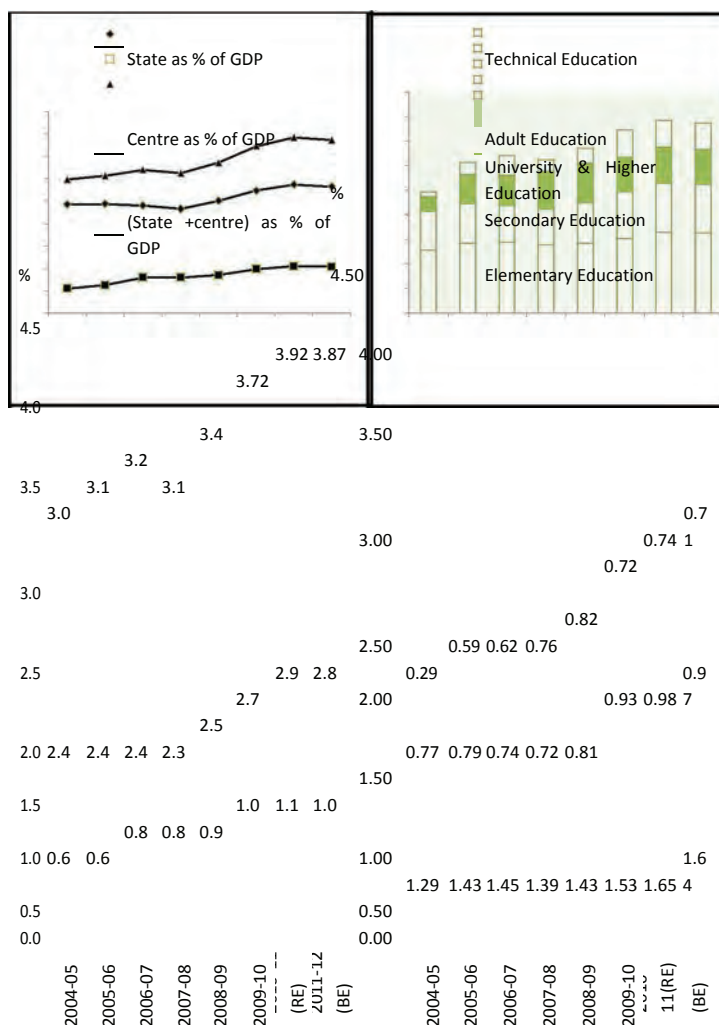 State as % of GDP
Technical Education
Centre as % of GDP
Adult Education
University & Higher
%
Education
(State +centre) as % of
Secondary Education
GDP
% 4.50 Elementary Education
4.5
3.92 3.87 4.00
3.72
4.0
3.4 3.50
3.2
3.5 3.1 3.1
3.0 0.7
3.00 0.74 1
0.72
3.0
0.82
2.50 0.59 0.62 0.76
2.5 2.9 2.8 0.29 0.9
2.7 2.00 0.93 0.98 7
2.5
2.0 2.4 2.4 2.4 2.3 0.77 0.79 0.74 0.72 0.81
1.50
1.5 1.0 1.1 1.0
0.8 0.8 0.9
1.0 0.6 0.6 1.00 1.6
1.29 1.43 1.45 1.39 1.43 1.53 1.65 4
0.5 0.50
0.0 0.00
2004-05
2005-06
2006-07
2007-08
2008-09
2009-10
(RE)
2011-12
(BE)
2004-05
2005-06
2006-07
2007-08
2008-09
2009-10
11(RE)
(BE)